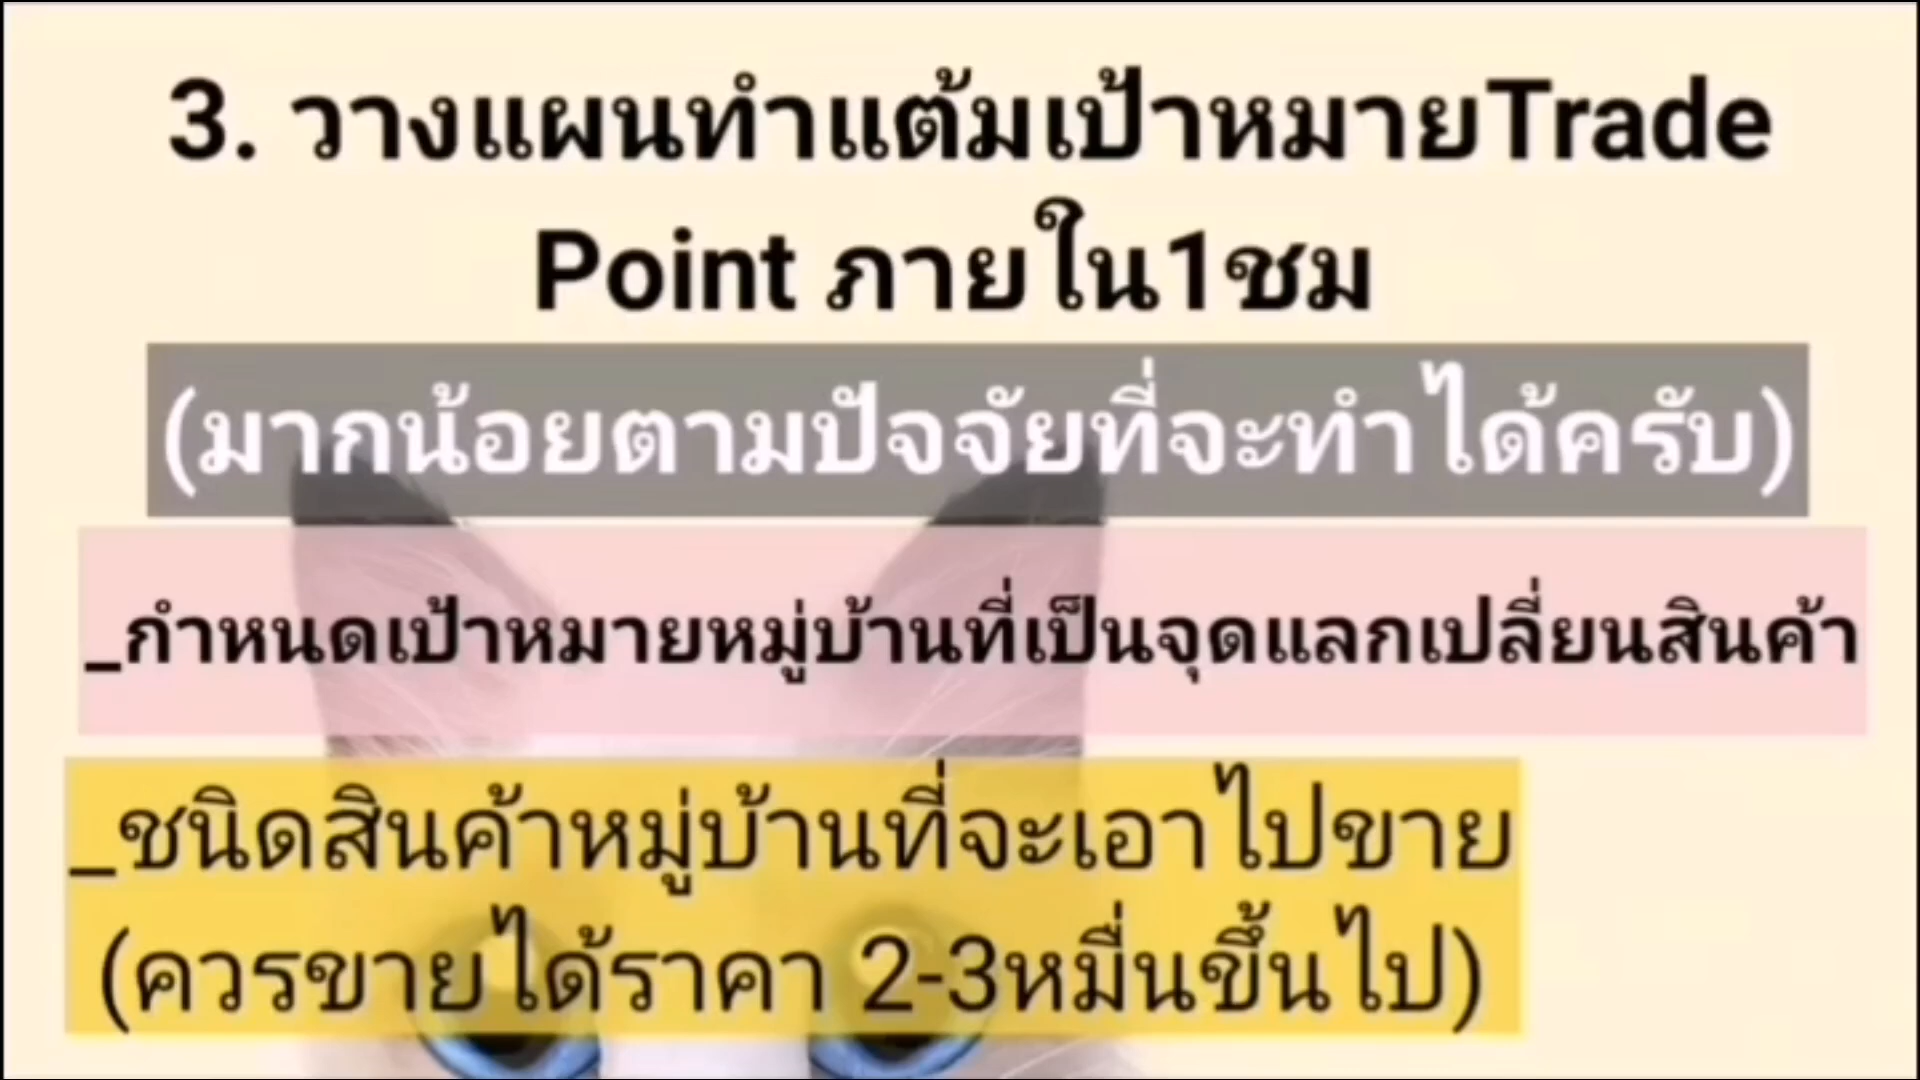 3. วางแผนทำแต้มเป้าหมายTrade
Point ภายใน1ชม
(มากน้อยตามปัจจัยที่จะทำได้ครับ)
_กำหนดเป้าหมายหมู่บ้านที่เป็นจุดแลกเปลี่ยนสินค้า
_ชนิดสินค้าหมู่บ้านที่จะเอาไปขาย
(ควรขายได้ราคา 2-3หมื่นขึ้นไป)